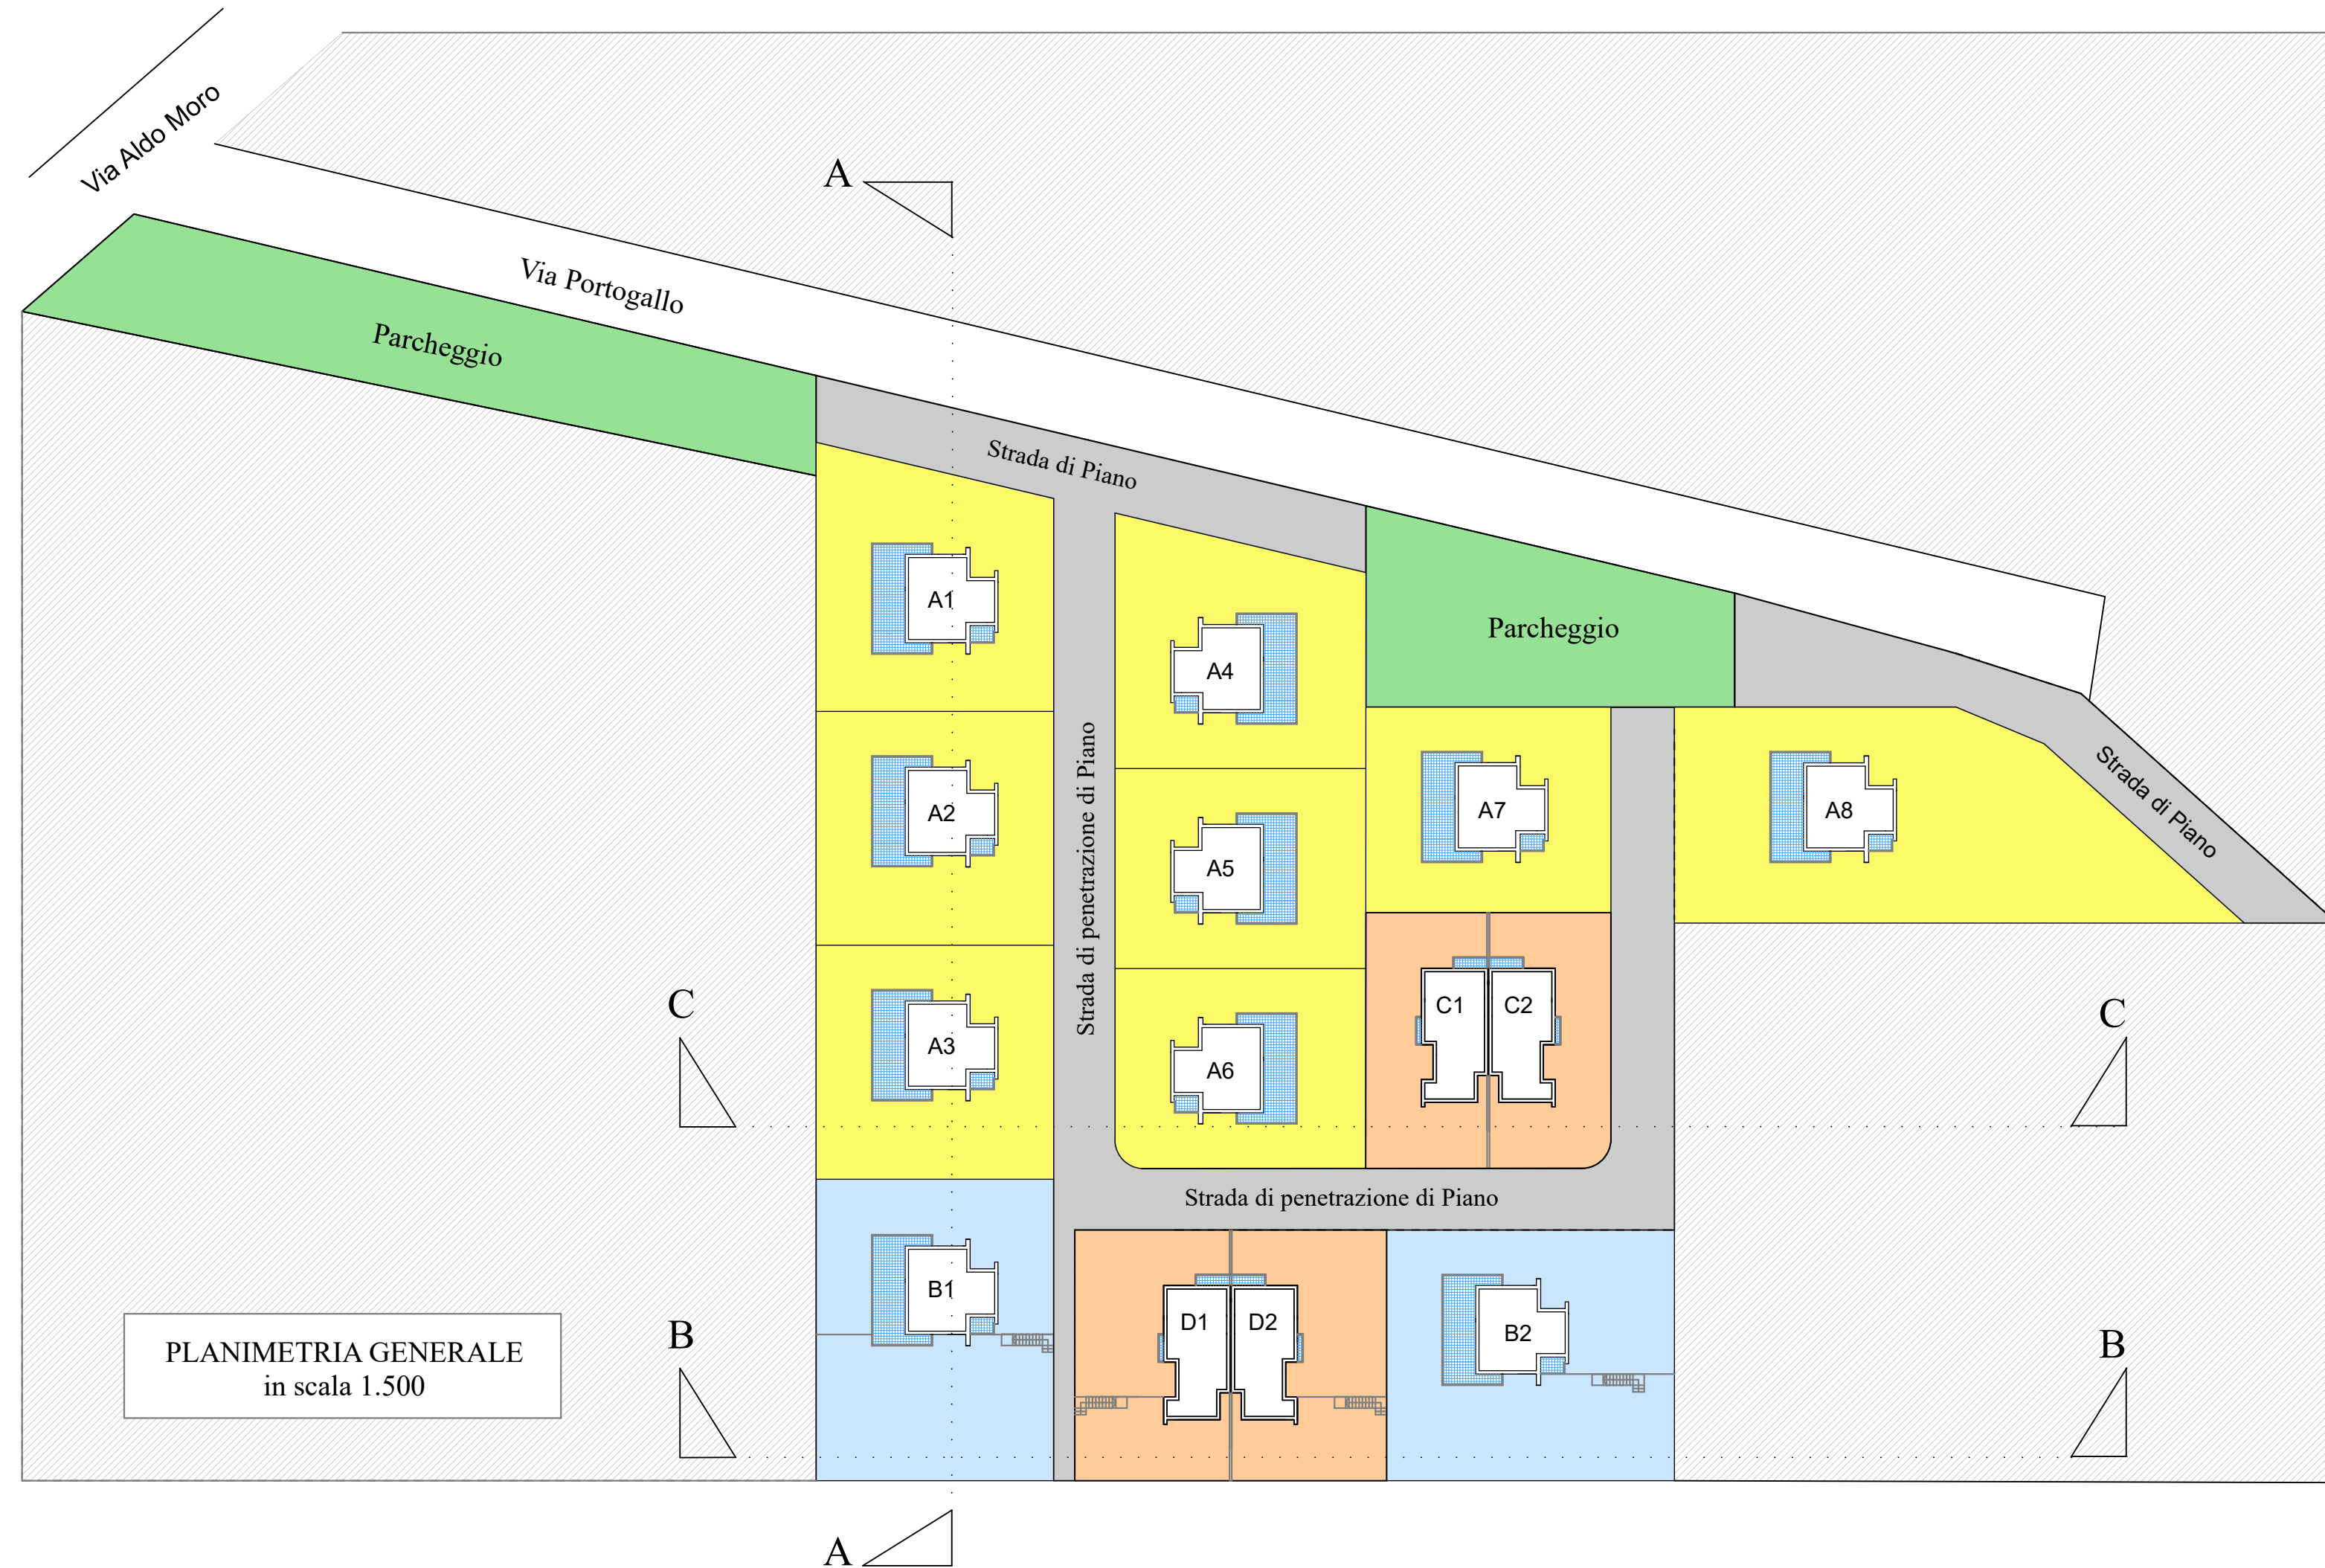 Via Aldo Moro
A
Via Portogallo
Parcheggio
Strada di Piano
A1
A4
Parcheggio
Strada di penetrazione di Piano
A2
A5
A7
A8
Strada di Piano
C
A3
A6
C1
C2
C
Strada di penetrazione di Piano
B1
D1
D2
B2
B
B
PLANIMETRIA GENERALE
in scala 1.500
A